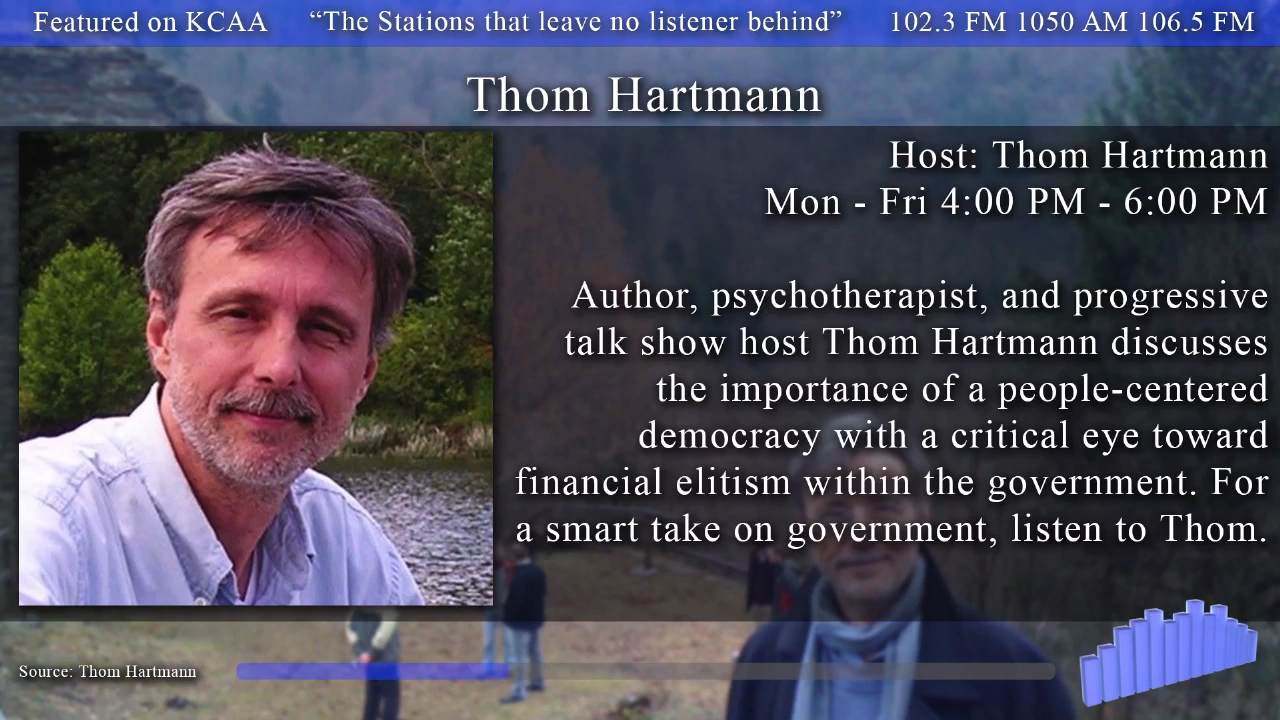 Featured on KCAA “The Stations that leave no listener behind” 102.3 FM 1050 AM 106.5 FM
Thom Hartmann
Host: Thom Hartmann
Mon - Fri 4:00 PM - 6:00 PM
Author, psychotherapist, and progressive
talk show host Thom Hartmann discusses
the importance of a people-centered
democracy with a critical eye toward
financial elitism within the government. For
a smart take on government, listen to Thom.
Source: Thom Hartmann